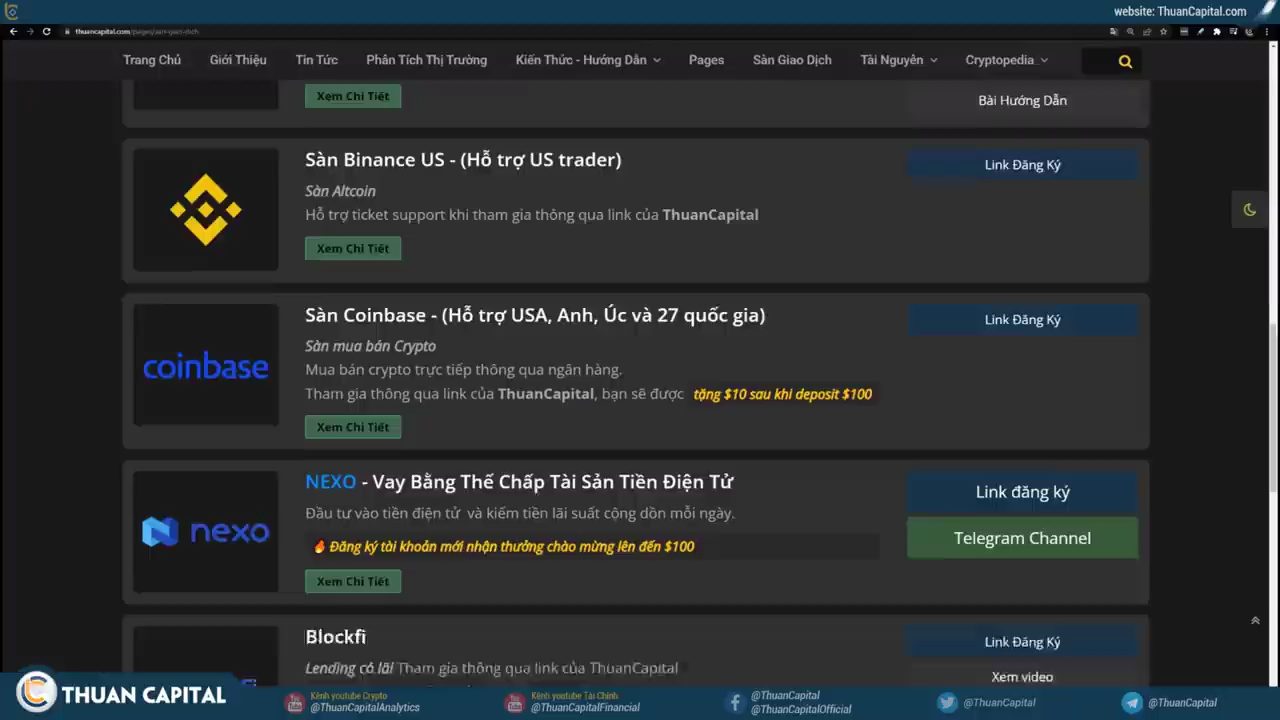 website: ThuanCapital.com
thuancapital.com/pages/san-giao-dich
Trang Chủ Giới Thiệu Tin Tức Phân Tích Thị Trường Kiến Thức - Hướng Dẫn Pages Sàn Giao Dịch Tài Nguyên Cryptopedia
Xem Chi Tiết
Bài Hướng Dẫn
Sàn Binance US - (Hỗ trợ US trader)
Link Đăng Ký
Sàn Altcoin
Hỗ trợ ticket support khi tham gia thông qua link của ThuanCapital
Xem Chi Tiết
coinbase
Sàn Coinbase - (Hỗ trợ USA, Anh, Úc và 27 quốc gia)
Link Đăng Ký
Sàn mua bán Crypto
Mua bán crypto trực tiếp thông qua ngân hàng.
Tham gia thông qua link của ThuanCapital, bạn sẽ được tặng $10 sau khi deposit $100
Xem Chi Tiết
nexo
NEXO - Vay Bằng Thế Chấp Tài Sản Tiền Điện Tử
Link đăng ký
Đầu tư vào tiền điện tử và kiếm tiền lãi suất cộng dồn mỗi ngày.
Telegram Channel
Đăng ký tài khoản mới nhận thưởng chào mừng lên đến $100
Xem Chi Tiết
Blockfi
Link Đăng Ký
Lending có lãi Tham gia thông qua link của ThuanCapital
Xem video
THUAN CAPITAL
Kênh youtube Crypto
@ThuanCapitalAnalytics
Kênh youtube Tài Chính
@ThuanCapitalFinancial
@ThuanCapital
@ThuanCapitalOfficial
@ThuanCapital
@ThuanCapital